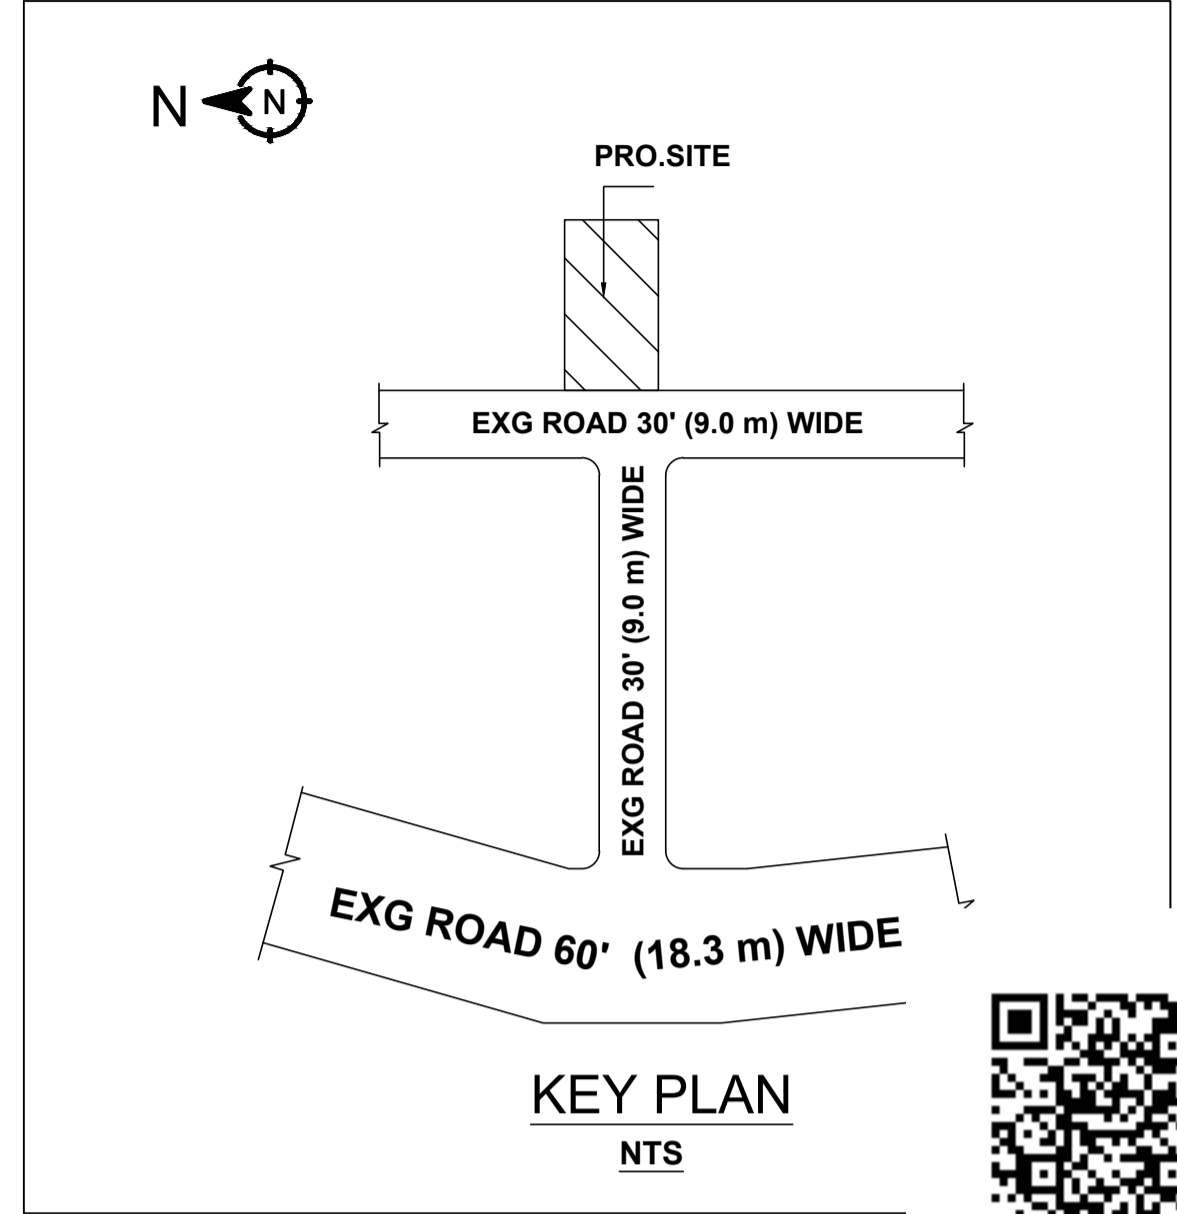 N N
PRO.SITE
EXG ROAD 30' (9.0 m) WIDE
EXG ROAD 30' (9.0 m) WIDE
EXG ROAD 60' (18.3 m) WIDE
KEY PLAN
NTS